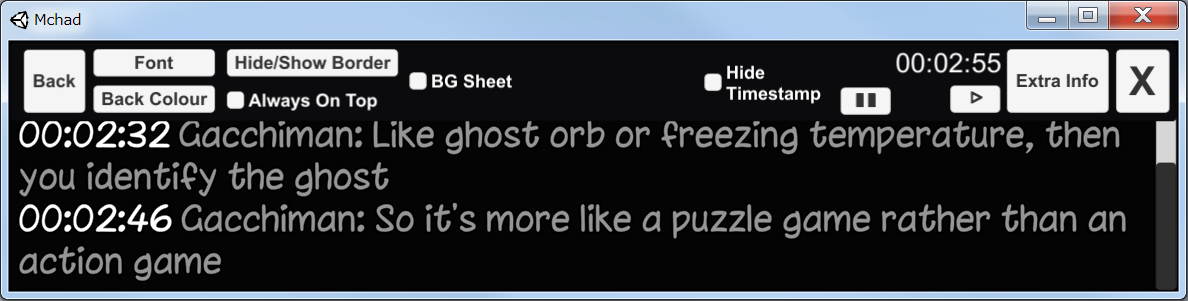 Mchad
Back
Font
Hide/Show Border
BG Sheet
Hide
Timestamp
00:02:55
Extra Info
X
Back Colour
Always On Top
00:02:32 Gacchiman: Like ghost orb or freezing temperature, then
you identify the ghost
00:02:46 Gacchiman: So it's more like a puzzle game rather than an
action game